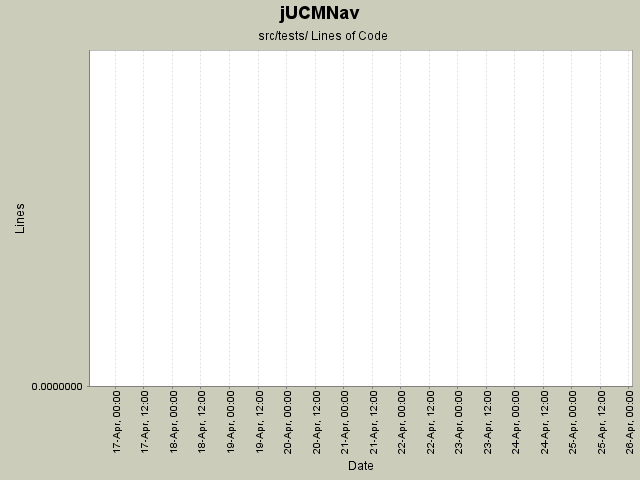 jUCMNav
src/tests/ Lines of Code
Lines
0.0000000
17-Apr, 00:00
17-Apr, 12:00
18-Apr, 00:00
18-Apr, 12:00
19-Apr, 00:00
19-Apr, 12:00
20-Apr, 00:00
20-Apr, 12:00
21-Apr, 00:00
21-Apr, 12:00
22-Apr, 00:00
22-Apr, 12:00
23-Apr, 00:00
23-Apr, 12:00
24-Apr, 00:00
24-Apr, 12:00
25-Apr, 00:00
25-Apr, 12:00
26-Apr, 00:00
Date